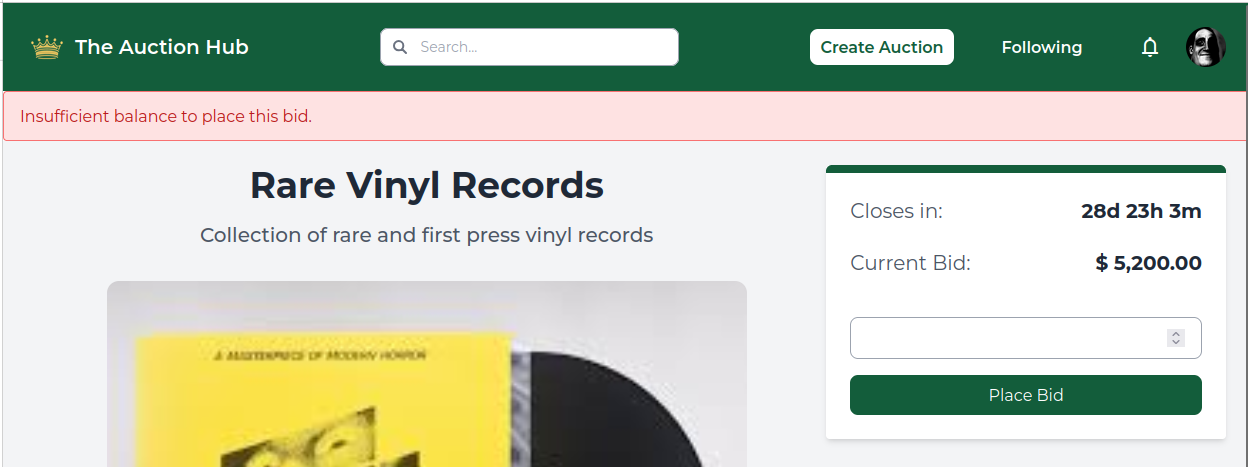 The Auction Hub
Search...
Create Auction
Following
Insufficient balance to place this bid.
Rare Vinyl Records
Collection of rare and first press vinyl records
A MASTERPIECE OF MODERN HORROR
Closes in: 28d 23h 3m
Current Bid: $ 5,200.00
Place Bid